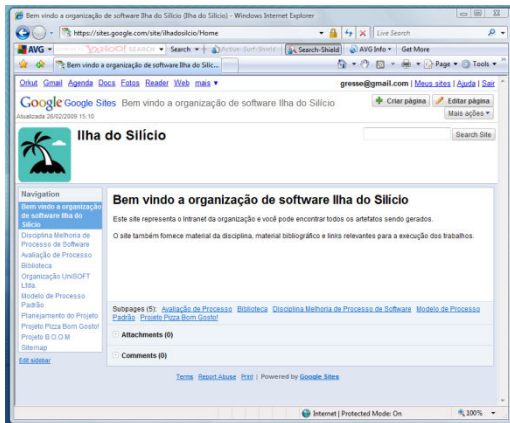 Bem vindo a organização de software Ilha do Silício (Ilha do Silício) - Windows Internet Explorer
https://sites.google.com/site/ilhadosilcio/Home
Live Search
AVG
YAHOO! SEARCH
Search
Active Surf-Shield
Search-Shield
AVG Info
Get More
Bem vindo a organização de software Ilha do Silíc...
Page
Tools
Orkut Gmail Agenda Docs Fotos Reader Web mais ▼
gresse@gmail.com | Meus sites | Ajuda | Sair
Google Google Sites Bem vindo a organização de software Ilha do Silício
Criar página
Editar página
Atualizada 26/02/2009 15:10
Mais ações ▼
Ilha do Silício
Search Site
Navigation
Bem vindo a organização
de software Ilha do
Silício
Disciplina Melhoria de
Processo de Software
Avaliação de Processo
Biblioteca
Organização UniSOFT
Ltda.
Modelo de Processo
Padrão
Planejamento do Projeto
Projeto Pizza Bom Gosto!
Projeto B.O.O.M
Sitemap
Edit sidebar
Bem vindo a organização de software Ilha do Silício
Este site representa o Intranet da organização e você pode encontrar todos os artefatos sendo gerados.
O site também fornece material da disciplina, material bibliográfico e links relevantes para a execução dos trabalhos.
Subpages (5): Avaliação de Processo Biblioteca Disciplina Melhoria de Processo de Software Modelo de Processo
Padrão Projeto Pizza Bom Gosto!
Attachments (0)
Comments (0)
Terms Report Abuse Print | Powered by Google Sites
Internet | Protected Mode: On
100%